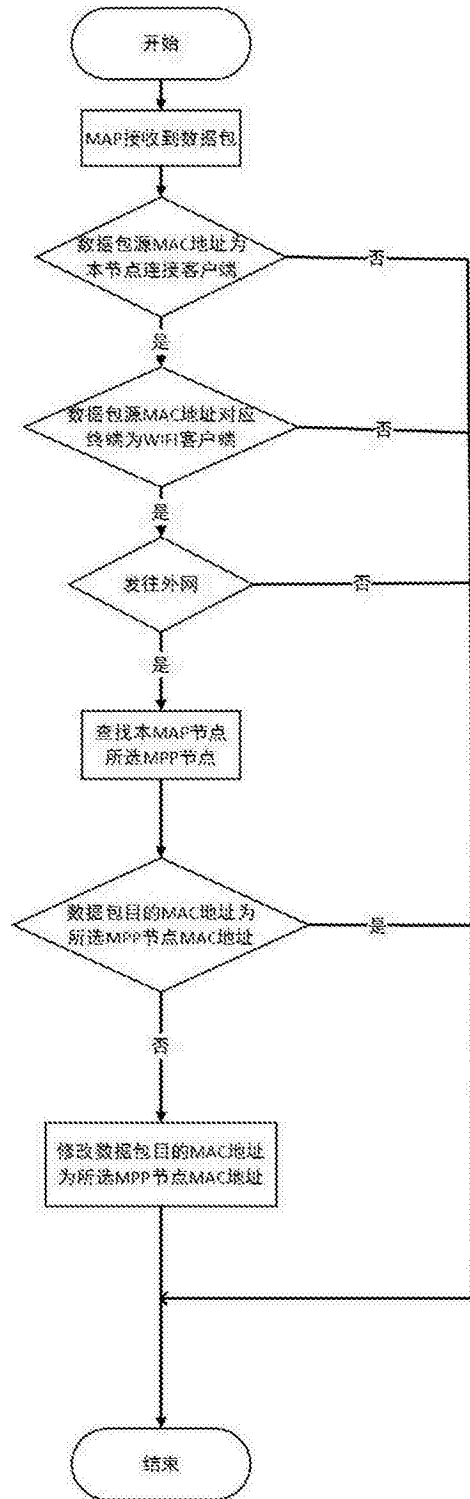 开始
MAP接收到数据包
数据包源MAC地址为
本节点连接客户端
否
是
数据包源MAC地址对应
终端为WIFI客户端
否
是
发往外网
否
是
查找本MAP节点
所选MPP节点
数据包目的MAC地址为
所选MPP节点MAC地址
是
否
修改数据包目的MAC地址
为所选MPP节点MAC地址
结束